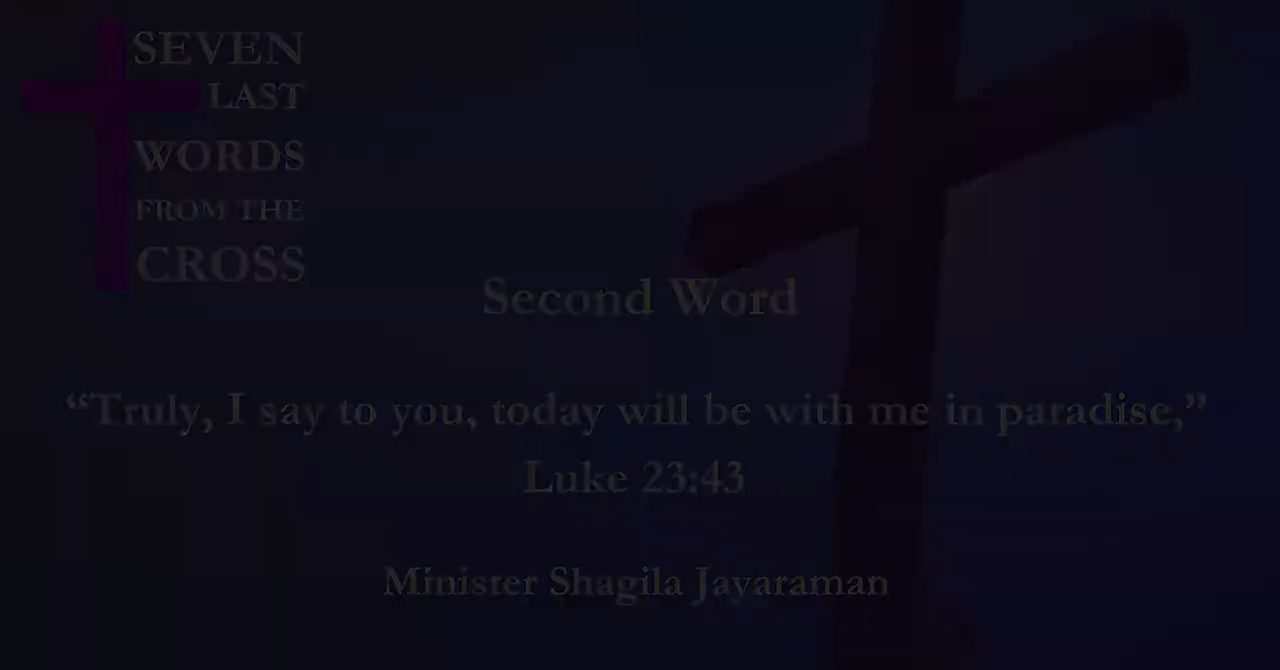 SEVEN
LAST
WORDS
FROM THE
CROSS
Second Word
“Truly, I say to you, today will be with me in paradise,”
Luke 23:43
Minister Shagila Jayaraman